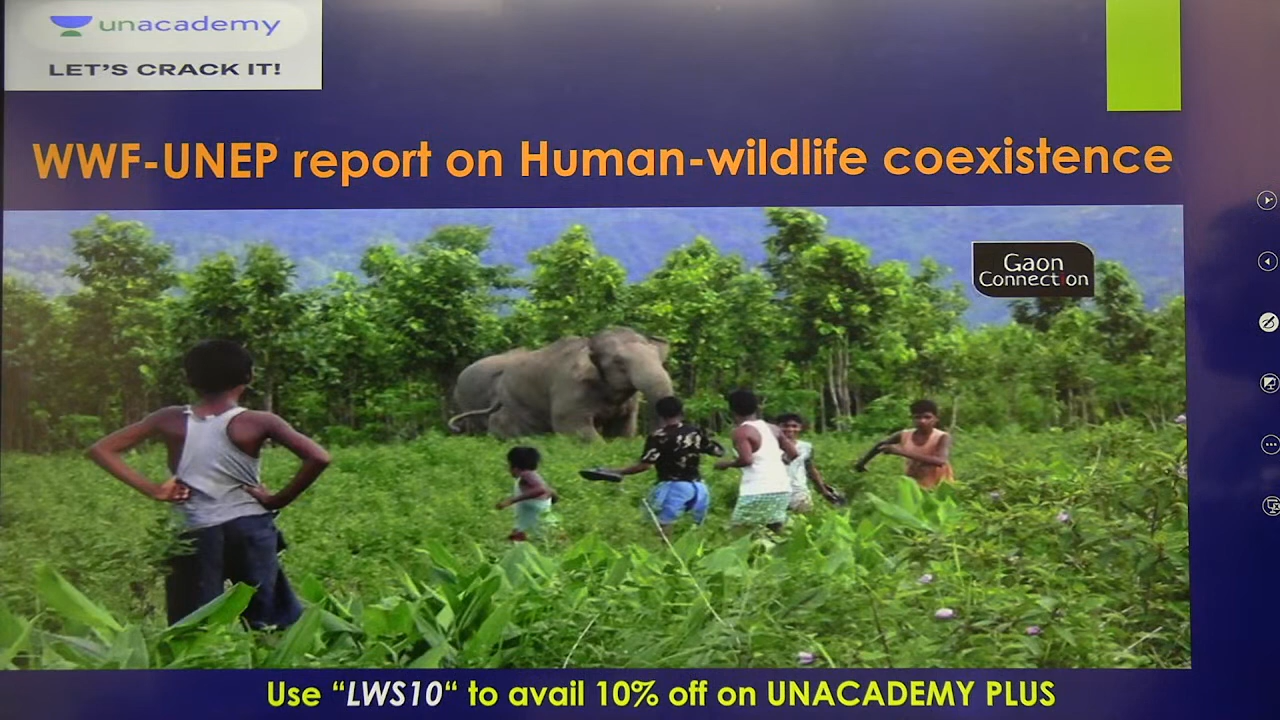 unacademy
LET'S CRACK IT!
WWF-UNEP report on Human-wildlife coexistence
Gaon
Connection
Use “LWS10“ to avail 10% off on UNACADEMY PLUS